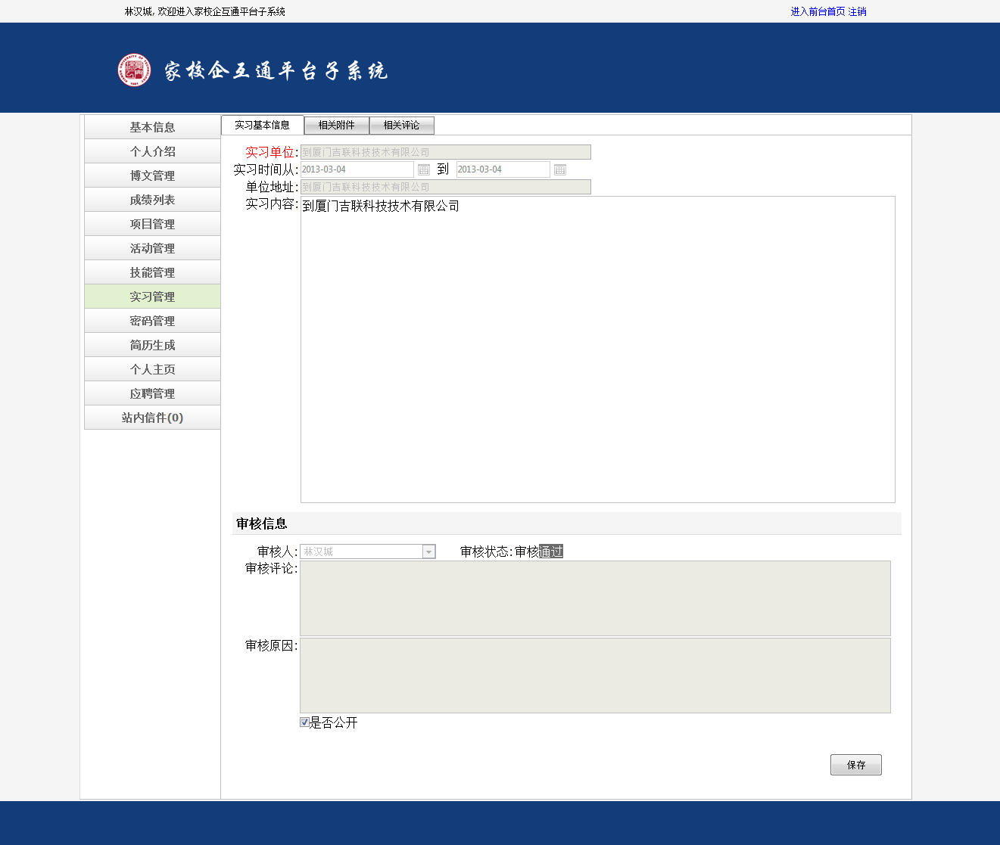 林汉城, 欢迎进入家校企互通平台子系统
进入前台首页 注销
家校企互通平台子系统
基本信息
个人介绍
博文管理
成绩列表
项目管理
活动管理
技能管理
实习管理
密码管理
简历生成
个人主页
应聘管理
站内信件(0)
实习基本信息 相关附件 相关评论
实习单位: 到厦门吉联科技技术有限公司
实习时间从: 2013-03-04 到 2013-03-04
单位地址: 到厦门吉联科技技术有限公司
实习内容: 到厦门吉联科技技术有限公司
审核信息
审核人: 林汉城 审核状态: 审核通过
审核评论:
审核原因:
是否公开
保存